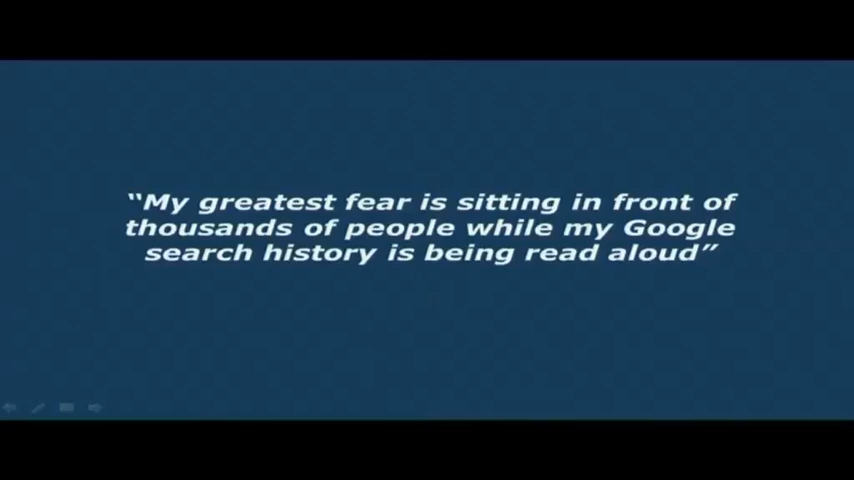 “My greatest fear is sitting in front of
thousands of people while my Google
search history is being read aloud”